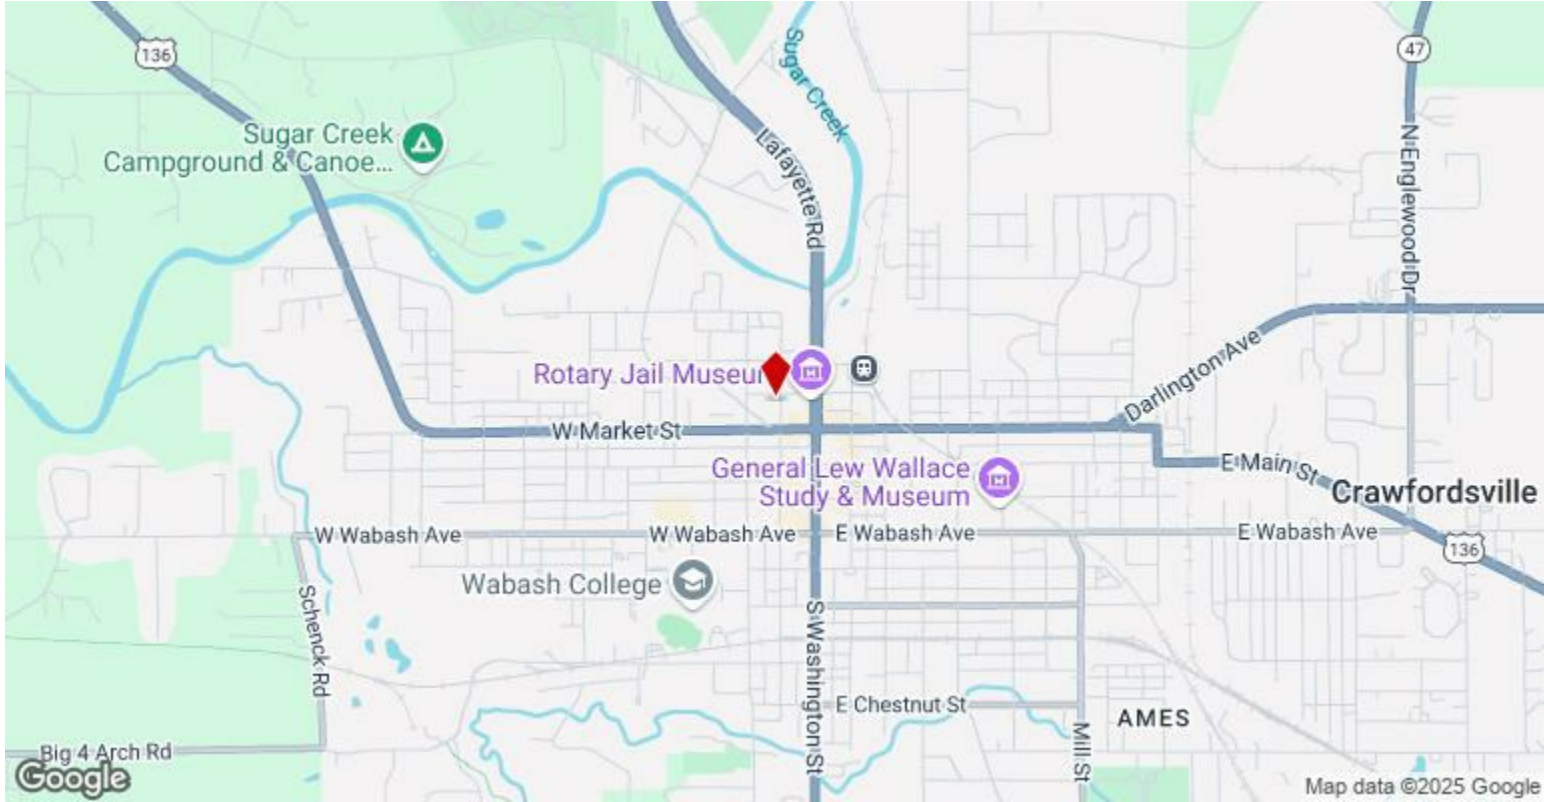 136
47
Sugar Creek
Sugar Creek
Campground & Canoe...
Lafayette Rd
N Englewood Dr
Rotary Jail Museum
Darlington Ave
W Market St
General Lew Wallace
Study & Museum
E Main St
Crawfordsville
W Wabash Ave
W Wabash Ave
E Wabash Ave
E Wabash Ave
136
Wabash College
Schenck Rd
S Washington St
E Chestnut St
AMES
Mill St
Big 4 Arch Rd
Google
Map data ©2025 Google